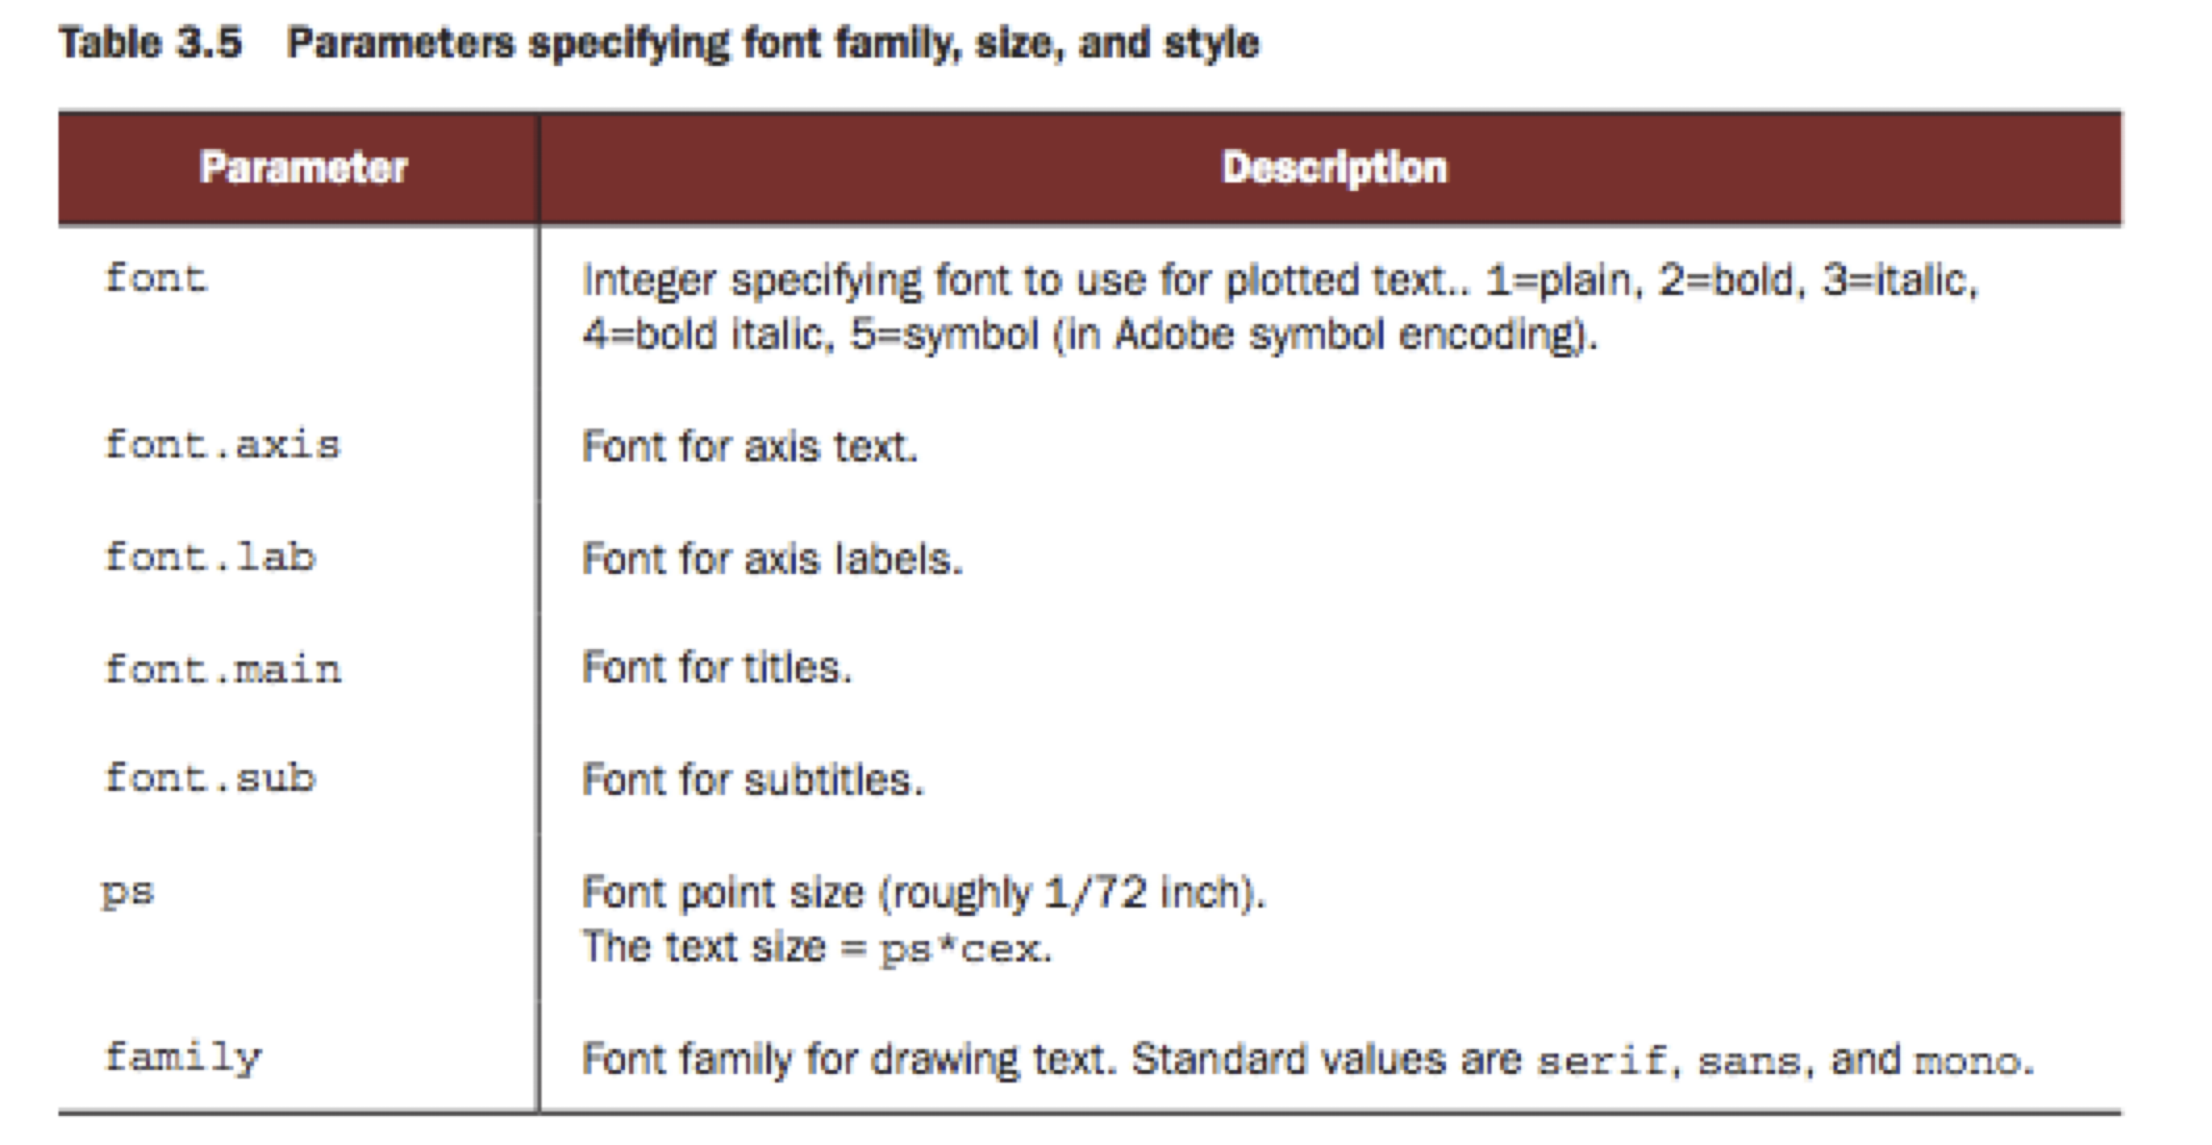 Table 3.5 Parameters specifying font family, size, and style
Parameter Description
font Integer specifying font to use for plotted text.. 1=plain, 2=bold, 3=italic,
4=bold italic, 5=symbol (in Adobe symbol encoding).
font.axis Font for axis text.
font.lab Font for axis labels.
font.main Font for titles.
font.sub Font for subtitles.
ps Font point size (roughly 1/72 inch).
The text size = ps*cex.
family Font family for drawing text. Standard values are serif, sans, and mono.